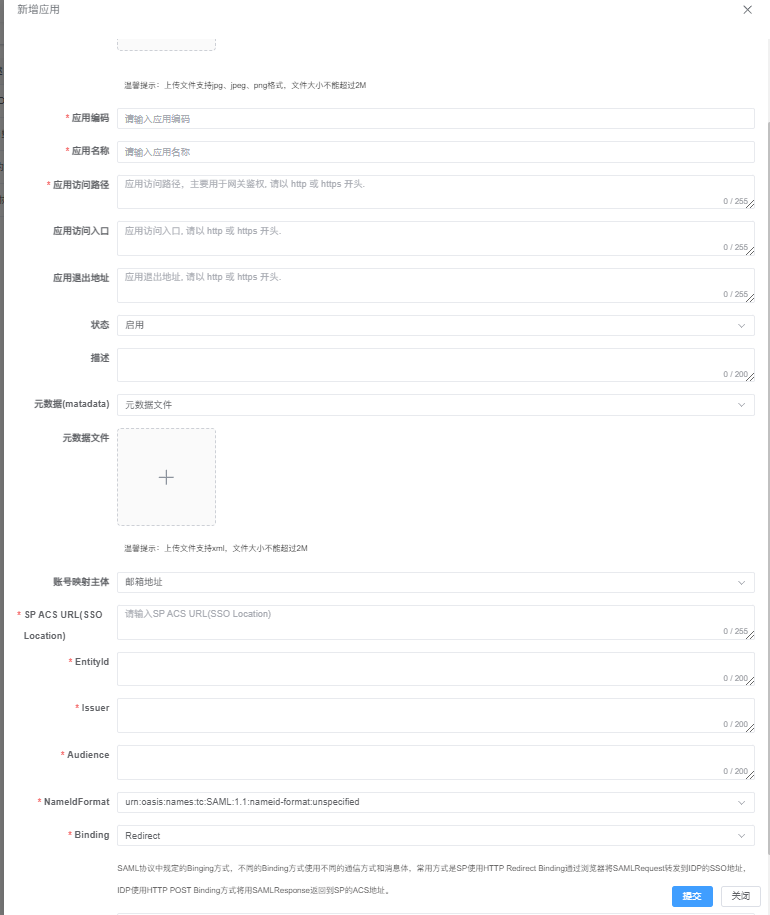 新增应用
温馨提示：上传文件支持jpg、jpeg、png格式，文件大小不能超过2M
* 应用编码
请输入应用编码
* 应用名称
请输入应用名称
* 应用访问路径
应用访问路径，主要用于网关鉴权, 请以 http 或 https 开头.
0 / 255
应用访问入口
应用访问入口, 请以 http 或 https 开头.
0 / 255
应用退出地址
应用退出地址, 请以 http 或 https 开头.
0 / 255
状态
启用
描述
0 / 200
元数据(matadata)
元数据文件
元数据文件
温馨提示：上传文件支持xml，文件大小不能超过2M
账号映射主体
邮箱地址
* SP ACS URL(SSO
Location)
请输入SP ACS URL(SSO Location)
0 / 255
* EntityId
0 / 200
* Issuer
0 / 200
* Audience
0 / 200
* NameIdFormat
urn:oasis:names:tc:SAML:1.1:nameid-format:unspecified
* Binding
Redirect
SAML协议中规定的Binging方式，不同的Binding方式使用不同的通信方式和消息体，常用方式是SP使用HTTP Redirect Binding通过浏览器将SAMLRequest转发到IDP的SSO地址,
IDP使用HTTP POST Binding方式将用SAMLResponse返回到SP的ACS地址。
提交
关闭